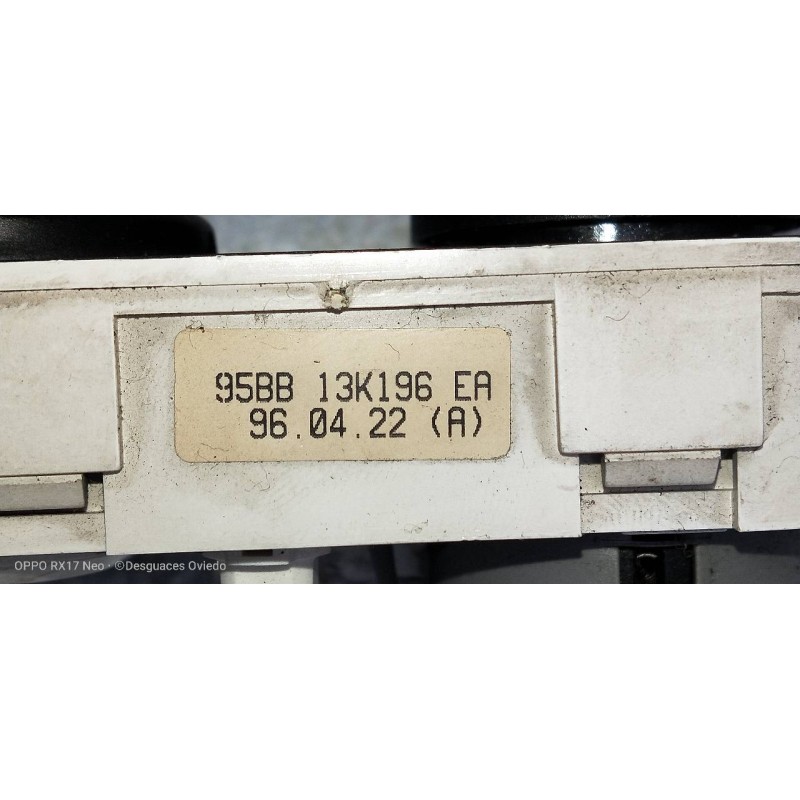 95BB 13K196 EA
96.04.22 (A)
OPPO RX17 Neo · ©Desguaces Oviedo